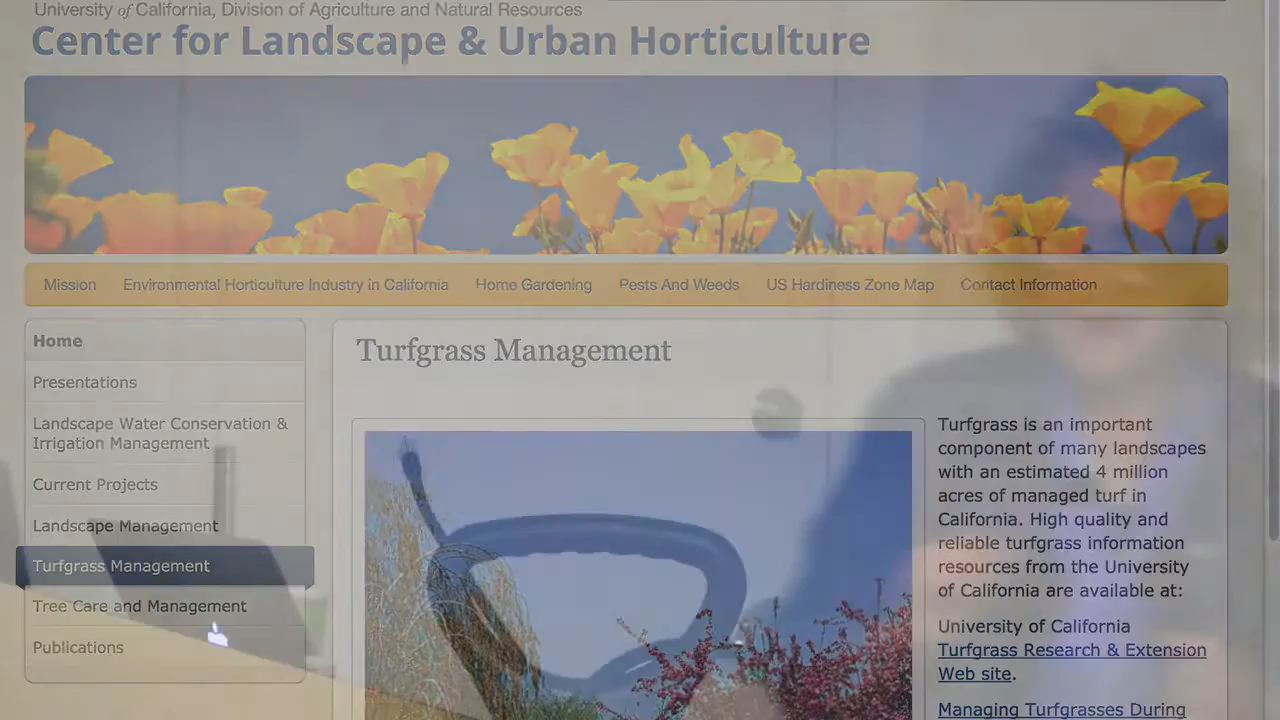 University of California, Division of Agriculture and Natural Resources
Center for Landscape & Urban Horticulture
Mission Environmental Horticulture Industry in California Home Gardening Pests And Weeds US Hardiness Zone Map Contact Information
Home
Presentations
Landscape Water Conservation &
Irrigation Management
Current Projects
Landscape Management
Turfgrass Management
Tree Care and Management
Publications
Turfgrass Management
Turfgrass is an important
component of many landscapes
with an estimated 4 million
acres of managed turf in
California. High quality and
reliable turfgrass information
resources from the University
of California are available at:
University of California
Turfgrass Research & Extension
Web site.
Managing Turfgrasses During